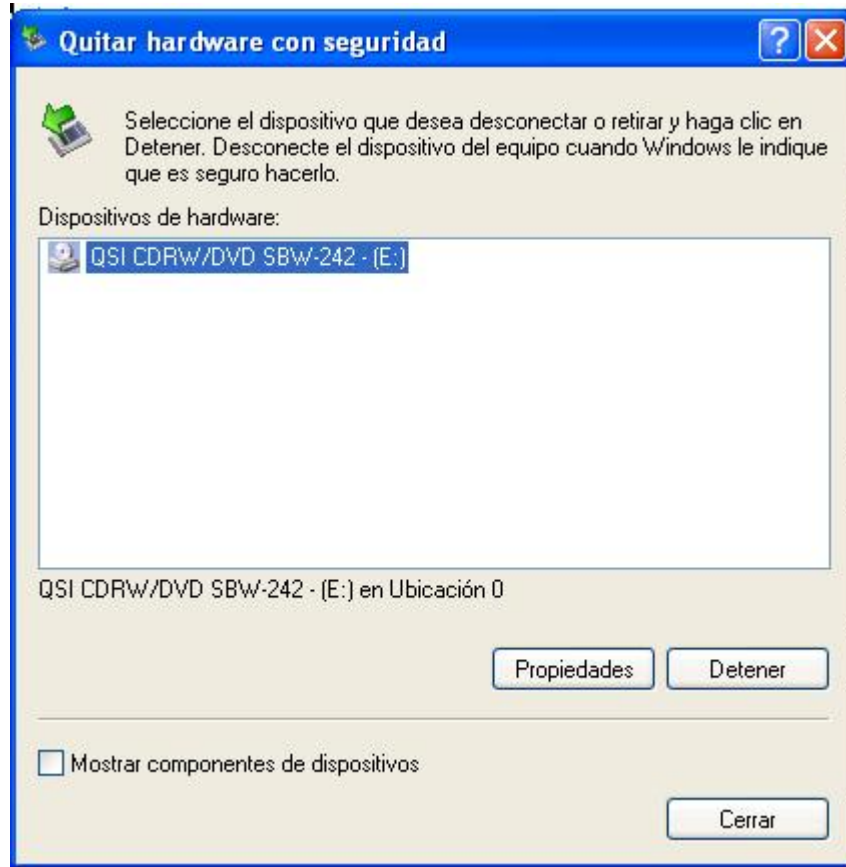 Quitar hardware con seguridad
Seleccione el dispositivo que desea desconectar o retirar y haga clic en
Detener. Desconecte el dispositivo del equipo cuando Windows le indique
que es seguro hacerlo.
Dispositivos de hardware:
QSI CDRW/DVD SBW-242 - (E:)
QSI CDRW/DVD SBW-242 - (E:) en Ubicación 0
Propiedades Detener
Mostrar componentes de dispositivos
Cerrar